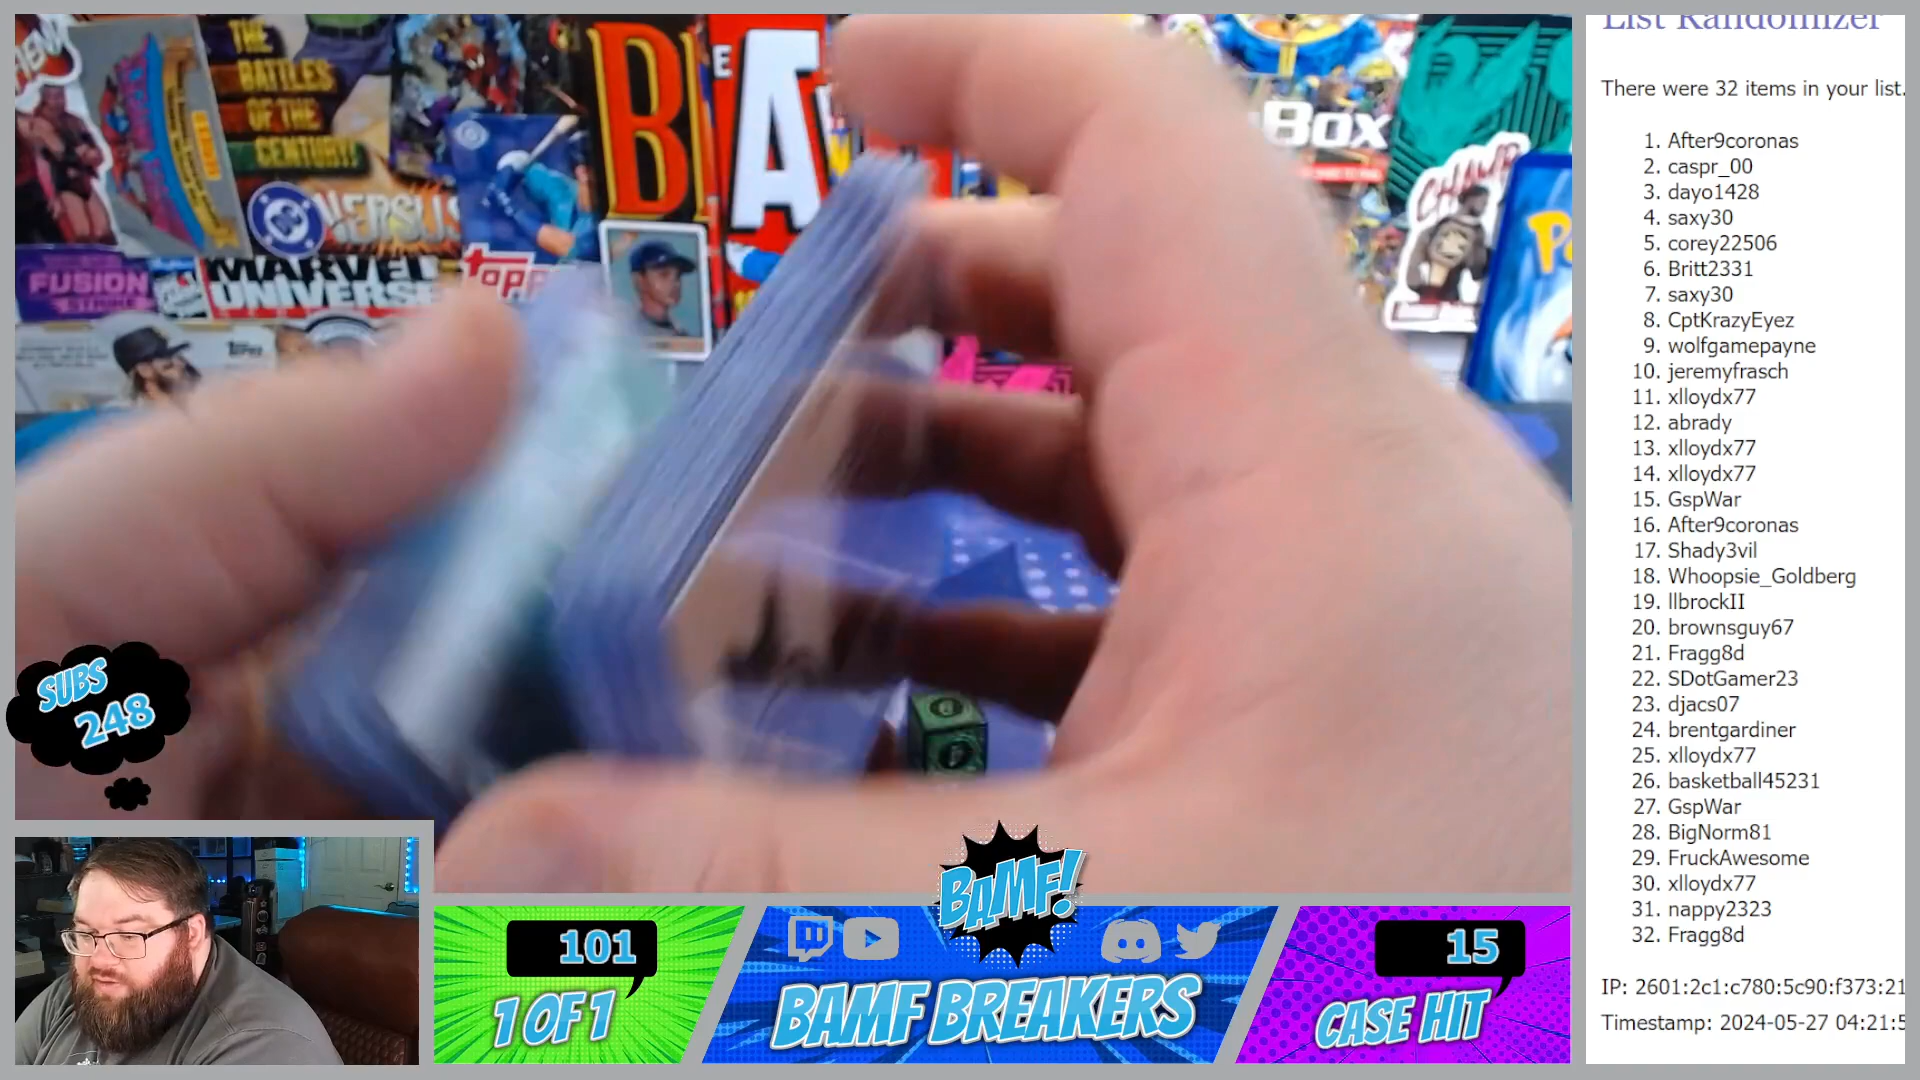 THE
BATTLES
OF THE
CENTURY!
DC
VERSUS
FUSION
STRIKE
MARVEL
UNIVERSE
TOPPS
BOX
CHAMP
SUBS
248
101
1 OF 1
BAMF!
BAMF BREAKERS
15
CASE HIT
List Randomizer
There were 32 items in your list.
1. After9coronas
2. caspr_00
3. dayo1428
4. saxy30
5. corey22506
6. Britt2331
7. saxy30
8. CptKrazyEyez
9. wolfgamepayne
10. jeremyfrasch
11. xlloydx77
12. abrady
13. xlloydx77
14. xlloydx77
15. GspWar
16. After9coronas
17. Shady3vil
18. Whoopsie_Goldberg
19. llbrockII
20. brownsguy67
21. Fragg8d
22. SDotGamer23
23. djacs07
24. brentgardiner
25. xlloydx77
26. basketball45231
27. GspWar
28. BigNorm81
29. FruckAwesome
30. xlloydx77
31. nappy2323
32. Fragg8d
IP: 2601:2c1:c780:5c90:f373:21
Timestamp: 2024-05-27 04:21:5